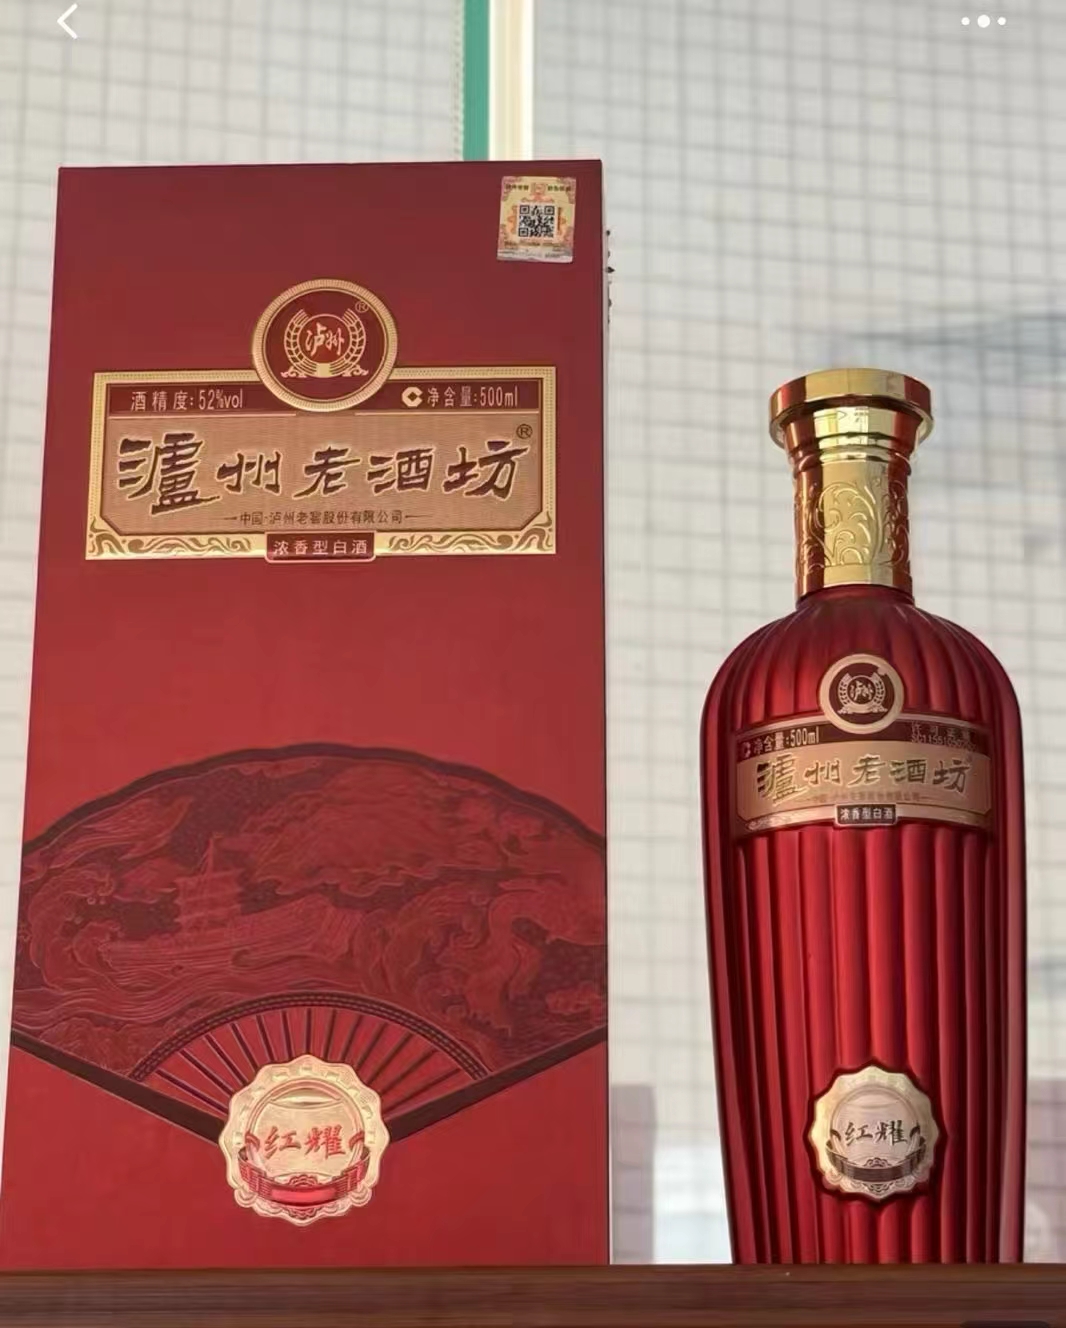 泸州
酒精度:52%vol
净含量:500ml
泸州老酒坊®
中国·泸州老窖股份有限公司
浓香型白酒
红耀
泸州
净含量:500ml
泸州老酒坊
浓香型白酒
红耀